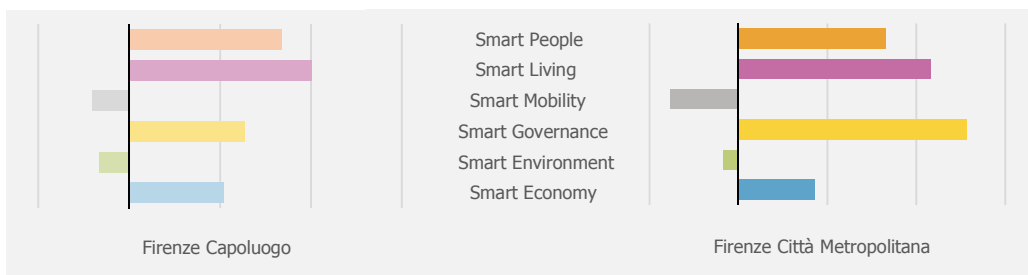 Smart People
Smart Living
Smart Mobility
Smart Governance
Smart Environment
Smart Economy
Firenze Capoluogo
Firenze Città Metropolitana